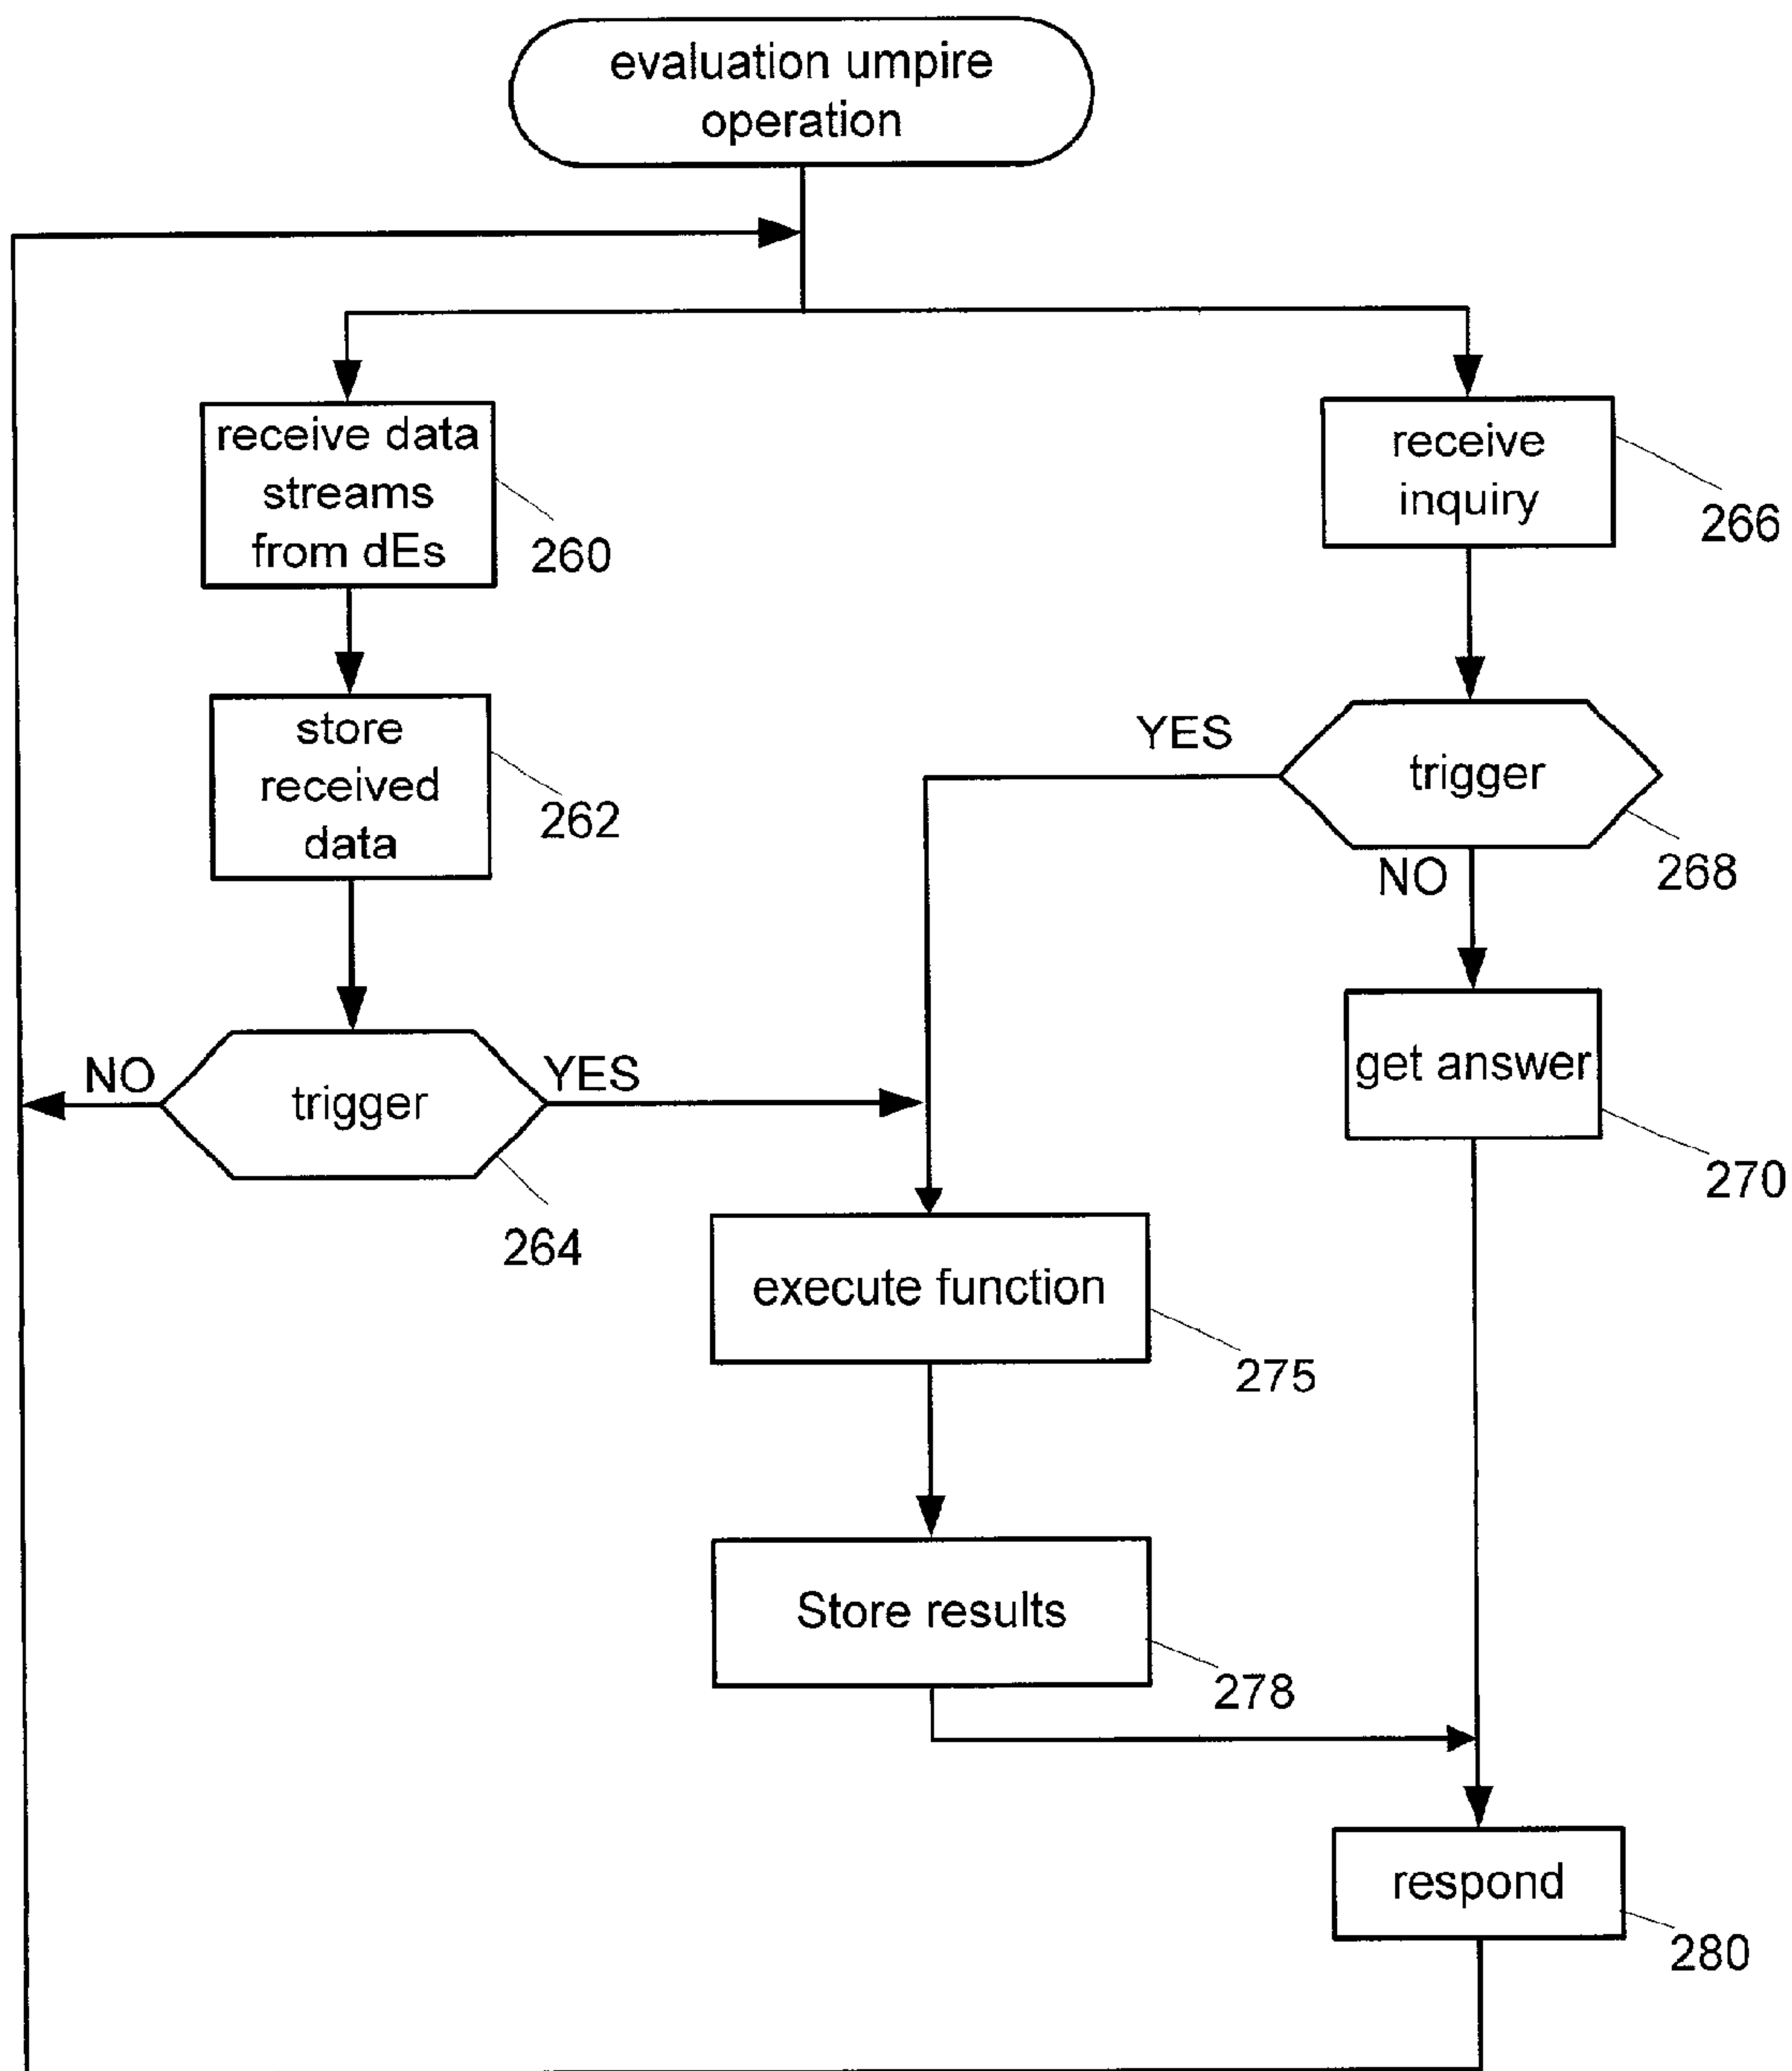 evaluation umpire
operation
receive data
streams
from dEs
260
receive
inquiry
266
store
received
data
262
YES
trigger
268
NO
NO
trigger
YES
264
get answer
270
execute function
275
Store results
278
respond
280